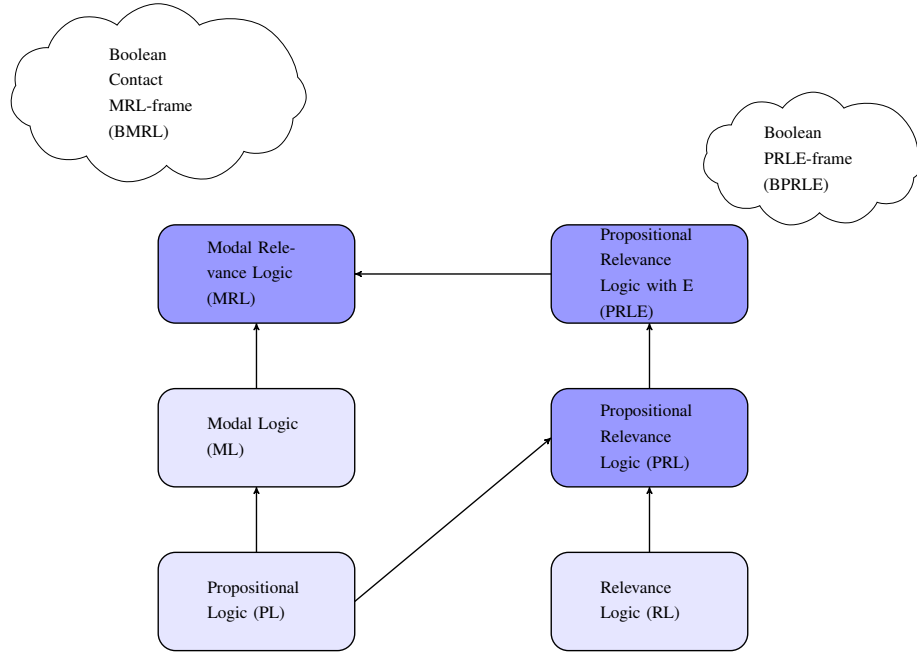 Boolean
Contact
MRL-frame
(BMRL)
Boolean
PRLE-frame
(BPRLE)
Modal Rele-
vance Logic
(MRL)
Propositional
Relevance
Logic with E
(PRLE)
Modal Logic
(ML)
Propositional
Relevance
Logic (PRL)
Propositional
Logic (PL)
Relevance
Logic (RL)